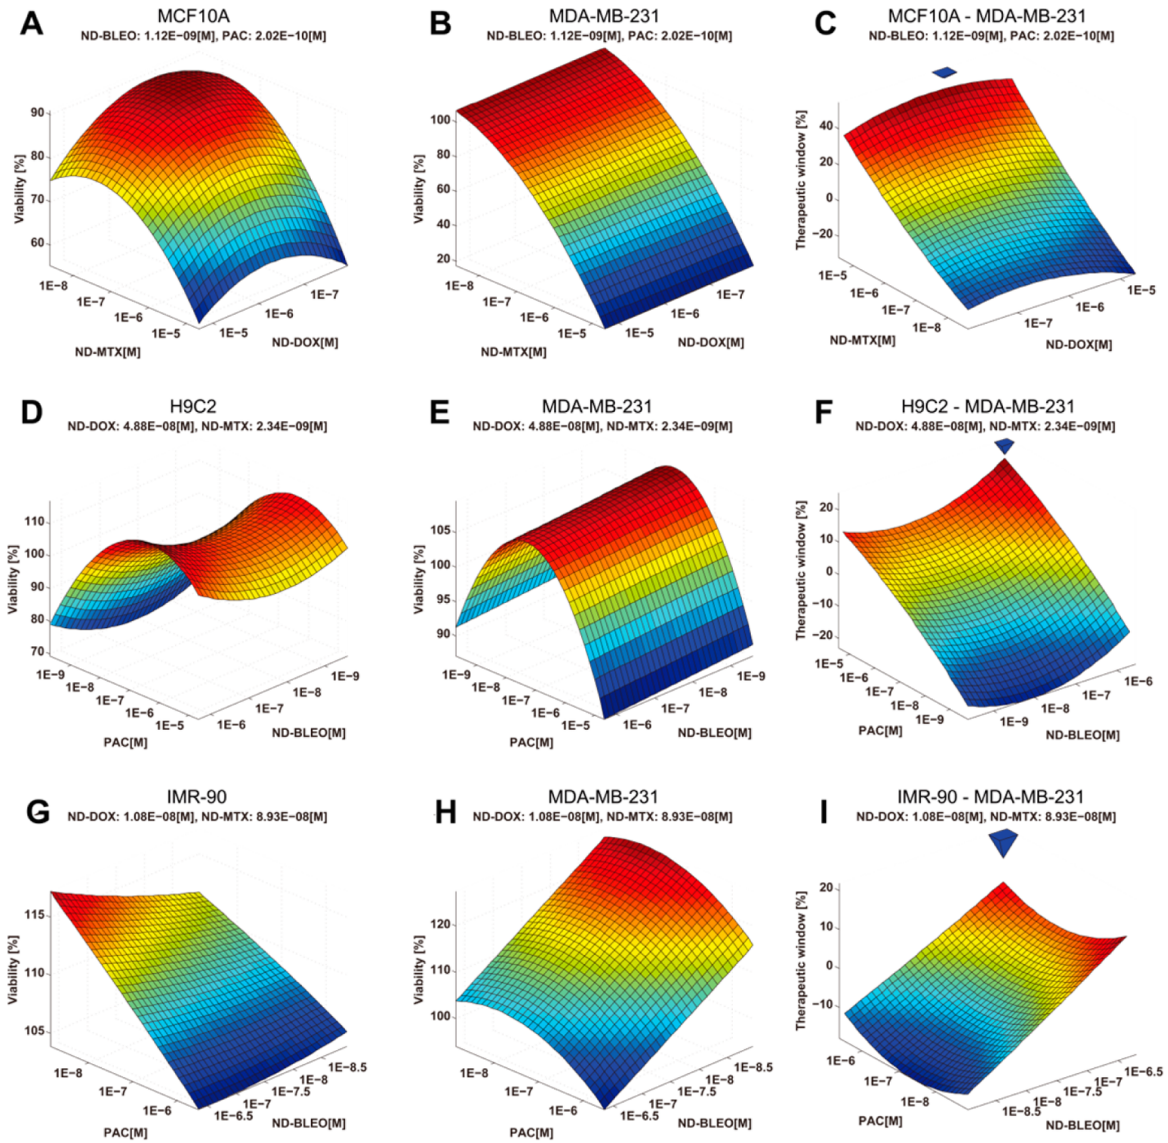 A
MCF10A
ND-BLEO: 1.12E−09[M], PAC: 2.02E−10[M]
90
80
70
60
Viability [%]
1E−8
1E−7
1E−6
1E−5
ND-MTX[M]
1E−5
1E−6
1E−7
ND-DOX[M]
B
MDA-MB-231
ND-BLEO: 1.12E−09[M], PAC: 2.02E−10[M]
100
80
60
40
20
Viability [%]
1E−8
1E−7
1E−6
1E−5
ND-MTX[M]
1E−5
1E−6
1E−7
ND-DOX[M]
C
MCF10A - MDA-MB-231
ND-BLEO: 1.12E−09[M], PAC: 2.02E−10[M]
40
20
0
−20
Therapeutic window [%]
1E−5
1E−6
1E−7
1E−8
ND-MTX[M]
1E−7
1E−6
1E−5
ND-DOX[M]
D
H9C2
ND-DOX: 4.88E−08[M], ND-MTX: 2.34E−09[M]
110
100
90
80
70
Viability [%]
1E−9
1E−8
1E−7
1E−6
1E−5
PAC[M]
1E−6
1E−7
1E−8
1E−9
ND-BLEO[M]
E
MDA-MB-231
ND-DOX: 4.88E−08[M], ND-MTX: 2.34E−09[M]
105
100
95
90
Viability [%]
1E−9
1E−8
1E−7
1E−6
1E−5
PAC[M]
1E−6
1E−7
1E−8
1E−9
ND-BLEO[M]
F
H9C2 - MDA-MB-231
ND-DOX: 4.88E−08[M], ND-MTX: 2.34E−09[M]
20
10
0
−10
−20
Therapeutic window [%]
1E−5
1E−6
1E−7
1E−8
1E−9
PAC[M]
1E−9
1E−8
1E−7
1E−6
ND-BLEO[M]
G
IMR-90
ND-DOX: 1.08E−08[M], ND-MTX: 8.93E−08[M]
115
110
105
Viability [%]
1E−8
1E−7
1E−6
PAC[M]
1E−6.5
1E−7
1E−7.5
1E−8
1E−8.5
ND-BLEO[M]
H
MDA-MB-231
ND-DOX: 1.08E−08[M], ND-MTX: 8.93E−08[M]
120
110
100
Viability [%]
1E−8
1E−7
1E−6
PAC[M]
1E−6.5
1E−7
1E−7.5
1E−8
1E−8.5
ND-BLEO[M]
I
IMR-90 - MDA-MB-231
ND-DOX: 1.08E−08[M], ND-MTX: 8.93E−08[M]
20
10
0
−10
Therapeutic window [%]
1E−6
1E−7
1E−8
PAC[M]
1E−8.5
1E−8
1E−7.5
1E−7
1E−6.5
ND-BLEO[M]